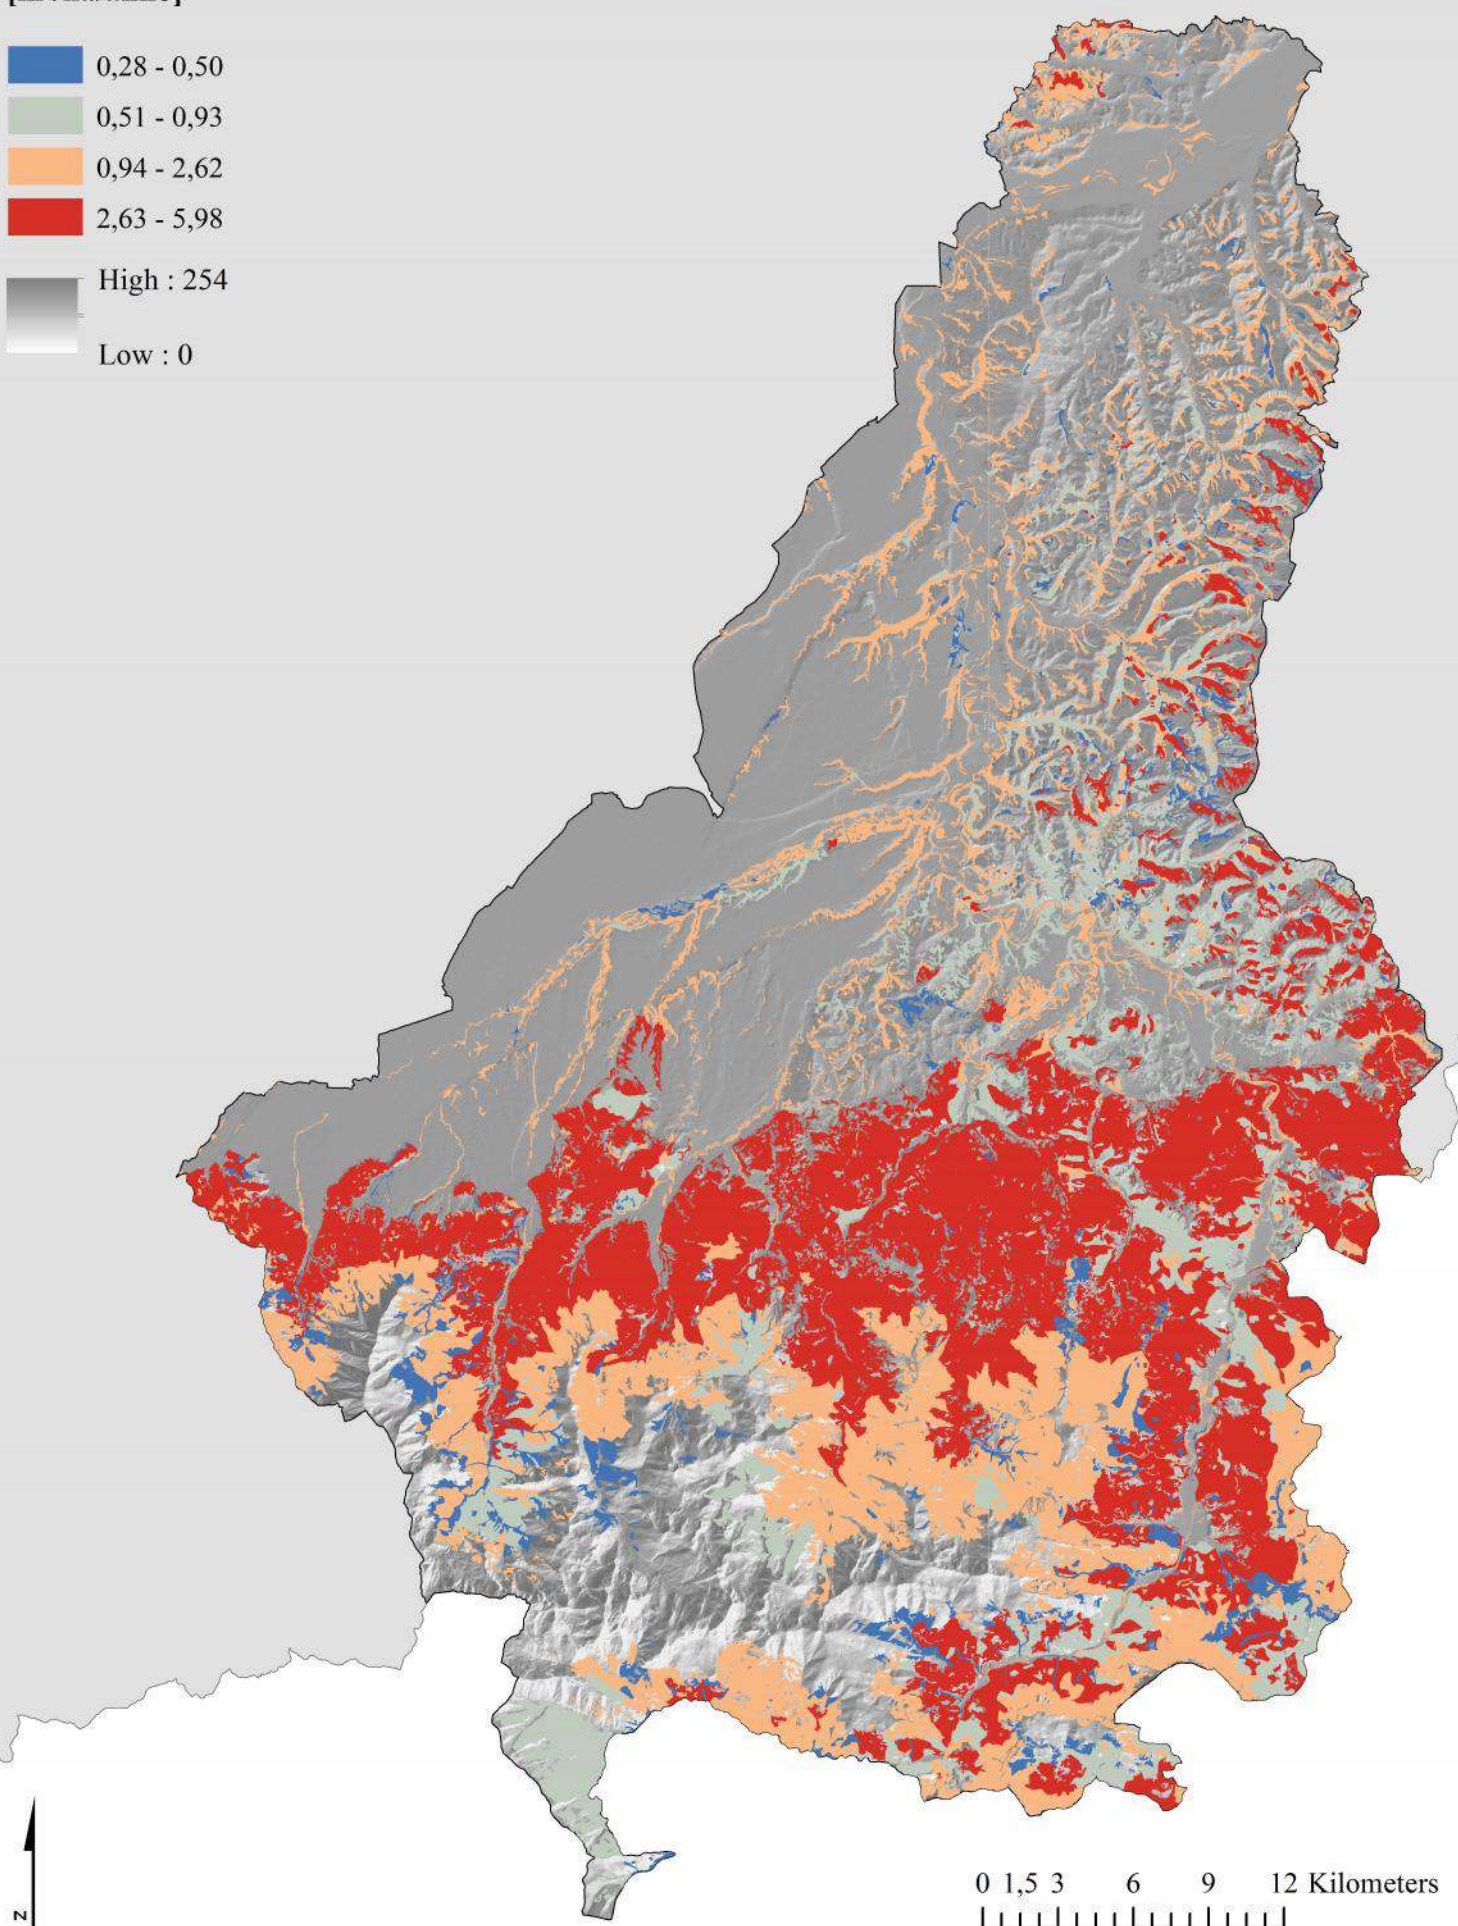 0,28 - 0,50
0,51 - 0,93
0,94 - 2,62
2,63 - 5,98
High : 254
Low : 0
0 1,5 3 6 9 12 Kilometers
N